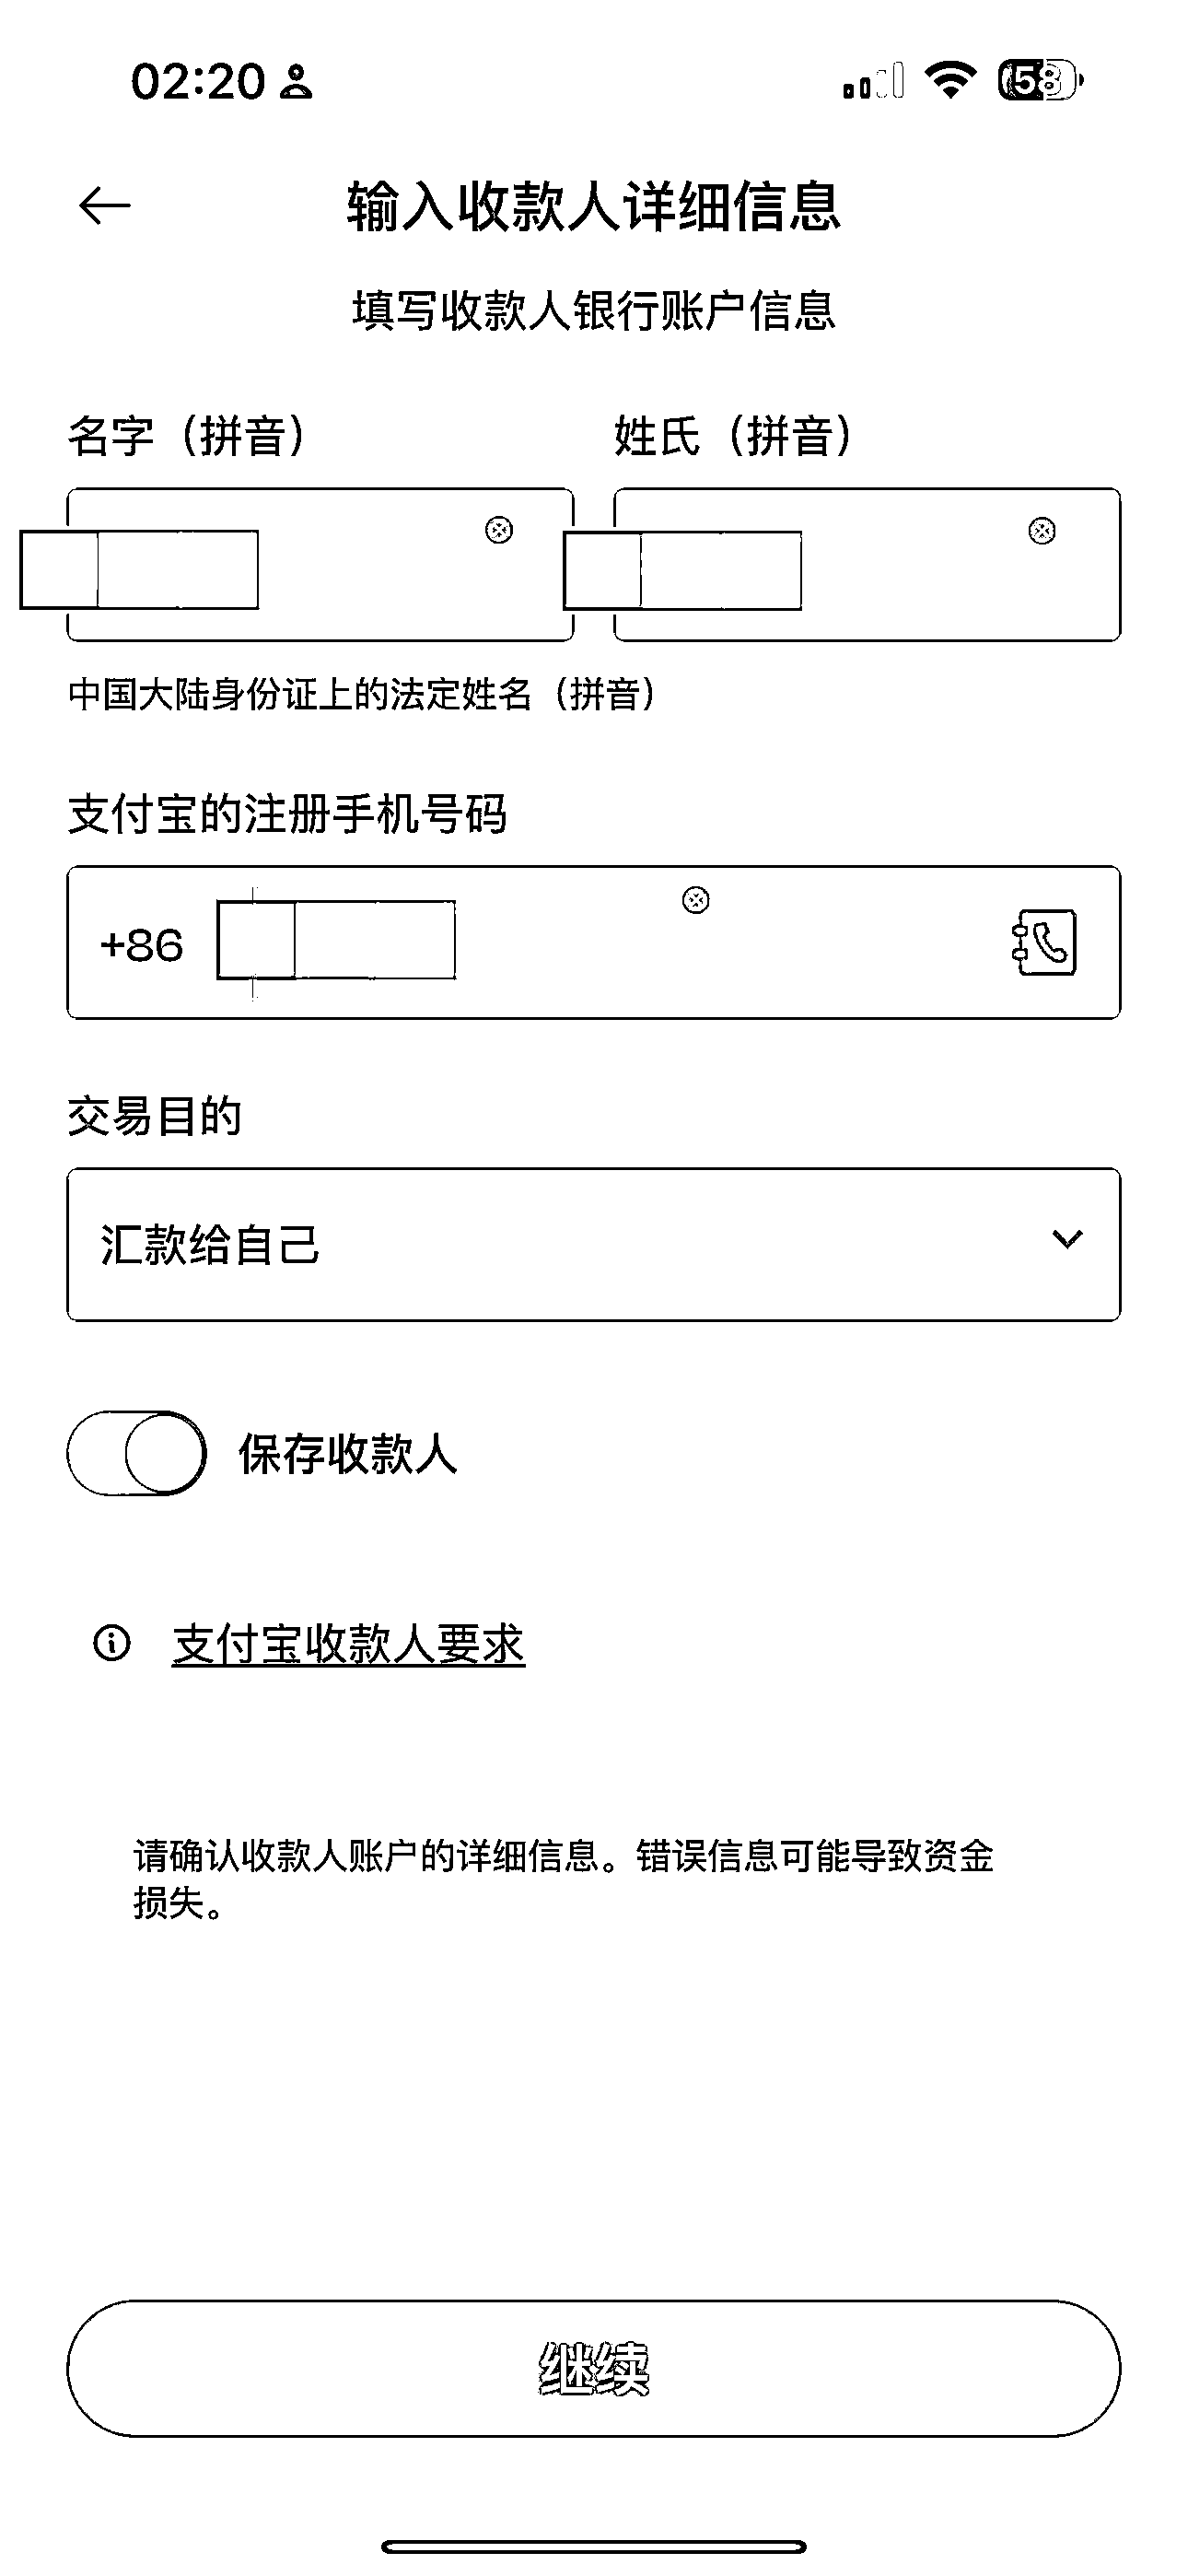 02:20
58
输入收款人详细信息
填写收款人银行账户信息
名字（拼音） 姓氏（拼音）
中国大陆身份证上的法定姓名（拼音）
支付宝的注册手机号码
+86
交易目的
汇款给自己
保存收款人
支付宝收款人要求
请确认收款人账户的详细信息。错误信息可能导致资金
损失。
继续